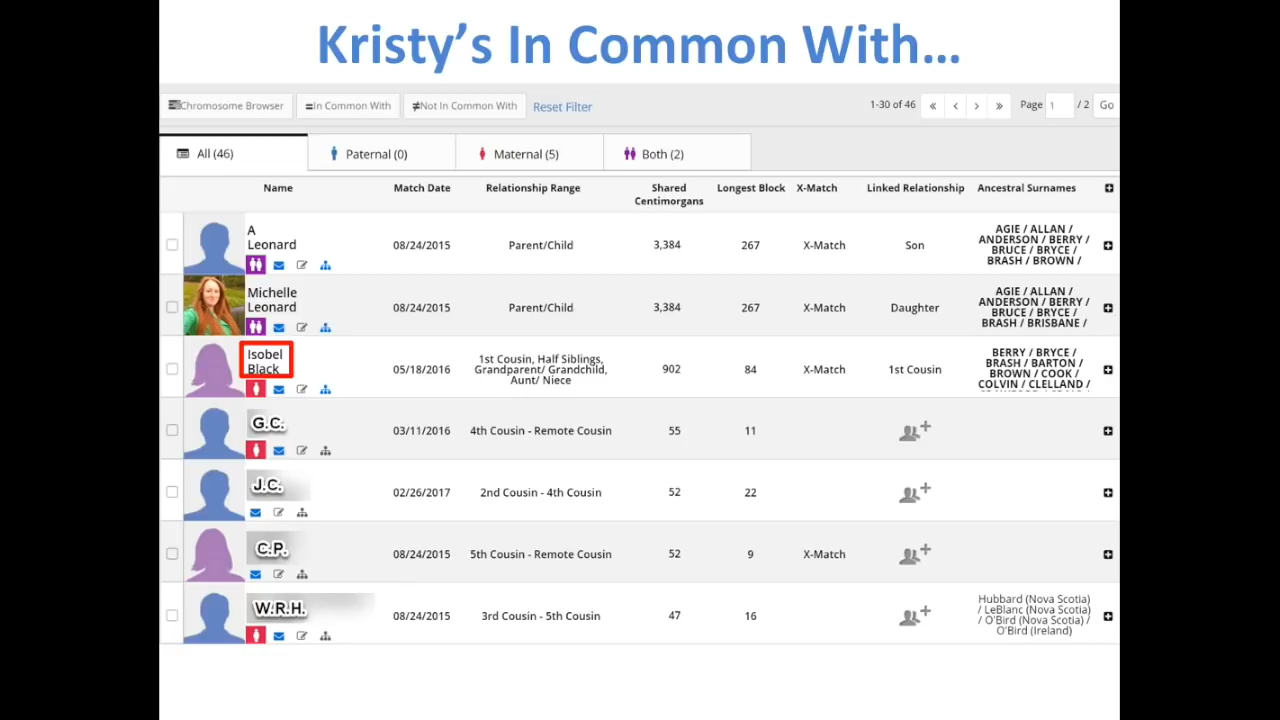 Kristy's In Common With...
Chromosome Browser
=In Common With
≠Not In Common With
Reset Filter
1-30 of 46
«
‹
›
»
Page
1
/ 2
Go
All (46)
Paternal (0)
Maternal (5)
Both (2)
Name
Match Date
Relationship Range
Shared
Centimorgans
Longest Block
X-Match
Linked Relationship
Ancestral Surnames
A
Leonard
08/24/2015
Parent/Child
3,384
267
X-Match
Son
AGIE / ALLAN /
ANDERSON / BERRY /
BRUCE / BRYCE /
BRASH / BROWN /
Michelle
Leonard
08/24/2015
Parent/Child
3,384
267
X-Match
Daughter
AGIE / ALLAN /
ANDERSON / BERRY /
BRUCE / BRYCE /
BRASH / BRISBANE /
Isobel
Black
05/18/2016
1st Cousin, Half Siblings,
Grandparent/ Grandchild,
Aunt/ Niece
902
84
X-Match
1st Cousin
BERRY / BRYCE /
BRASH / BARTON /
BROWN / COOK /
COLVIN / CLELLAND /
G.C.
03/11/2016
4th Cousin - Remote Cousin
55
11
J.C.
02/26/2017
2nd Cousin - 4th Cousin
52
22
C.P.
08/24/2015
5th Cousin - Remote Cousin
52
9
X-Match
W.R.H.
08/24/2015
3rd Cousin - 5th Cousin
47
16
Hubbard (Nova Scotia)
/ LeBlanc (Nova Scotia)
/ O'Bird (Nova Scotia) /
O'Bird (Ireland)